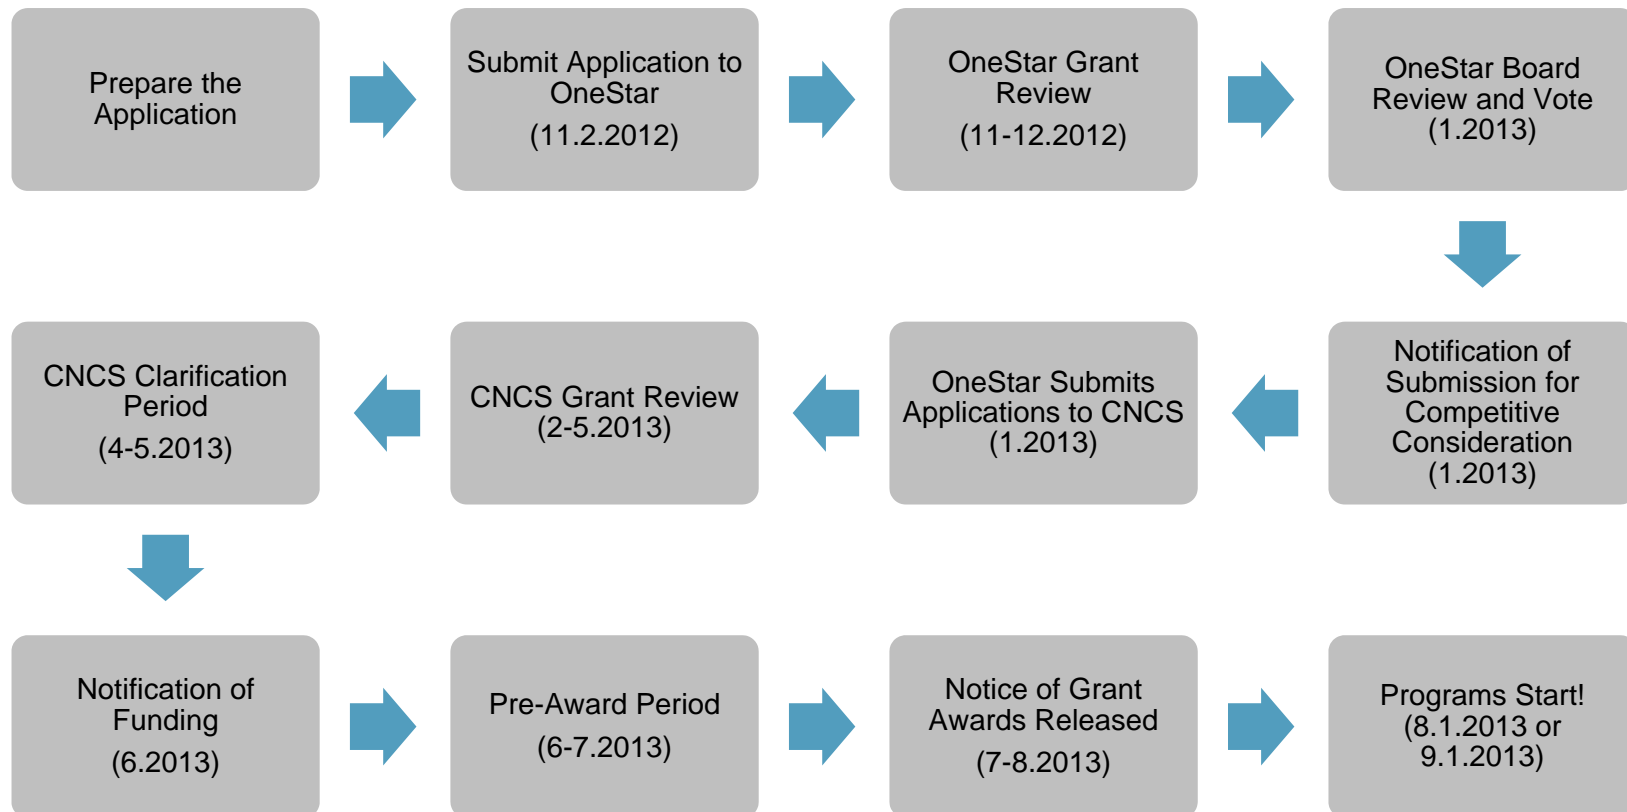 Prepare the
Application
Submit Application to
OneStar
(11.2.2012)
OneStar Grant
Review
(11-12.2012)
OneStar Board
Review and Vote
(1.2013)
Notification of
Submission for
Competitive
Consideration
(1.2013)
OneStar Submits
Applications to CNCS
(1.2013)
CNCS Grant Review
(2-5.2013)
CNCS Clarification
Period
(4-5.2013)
Notification of
Funding
(6.2013)
Pre-Award Period
(6-7.2013)
Notice of Grant
Awards Released
(7-8.2013)
Programs Start!
(8.1.2013 or
9.1.2013)